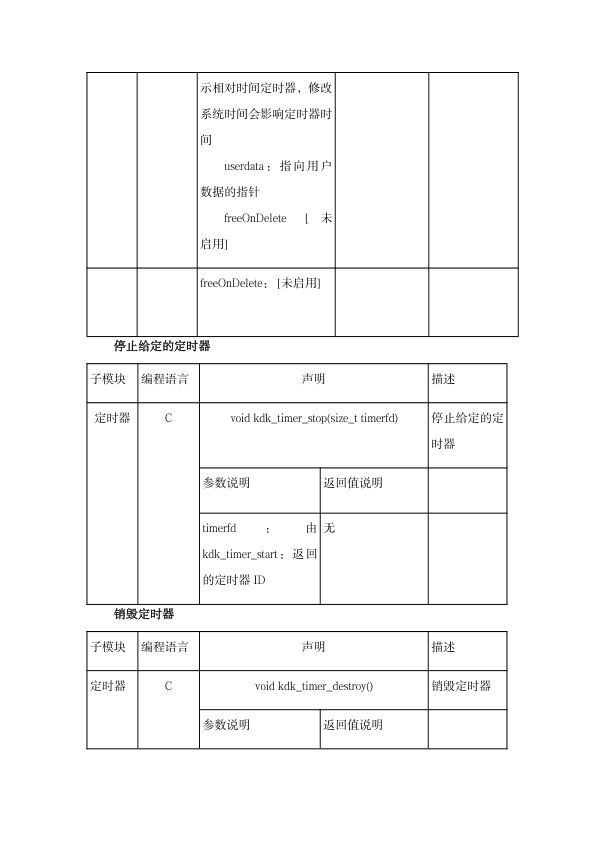 示相对时间定时器，修改
系统时间会影响定时器时
间
userdata；指向用户
数据的指针
freeOnDelete [ 未
启用]
freeOnDelete；[未启用]
停止给定的定时器
子模块 编程语言 声明 描述
定时器 C void kdk_timer_stop(size_t timerfd) 停止给定的定
时器
参数说明 返回值说明
timerfd ； 由 无
kdk_timer_start；返回
的定时器 ID
销毁定时器
子模块 编程语言 声明 描述
定时器 C void kdk_timer_destroy() 销毁定时器
参数说明 返回值说明